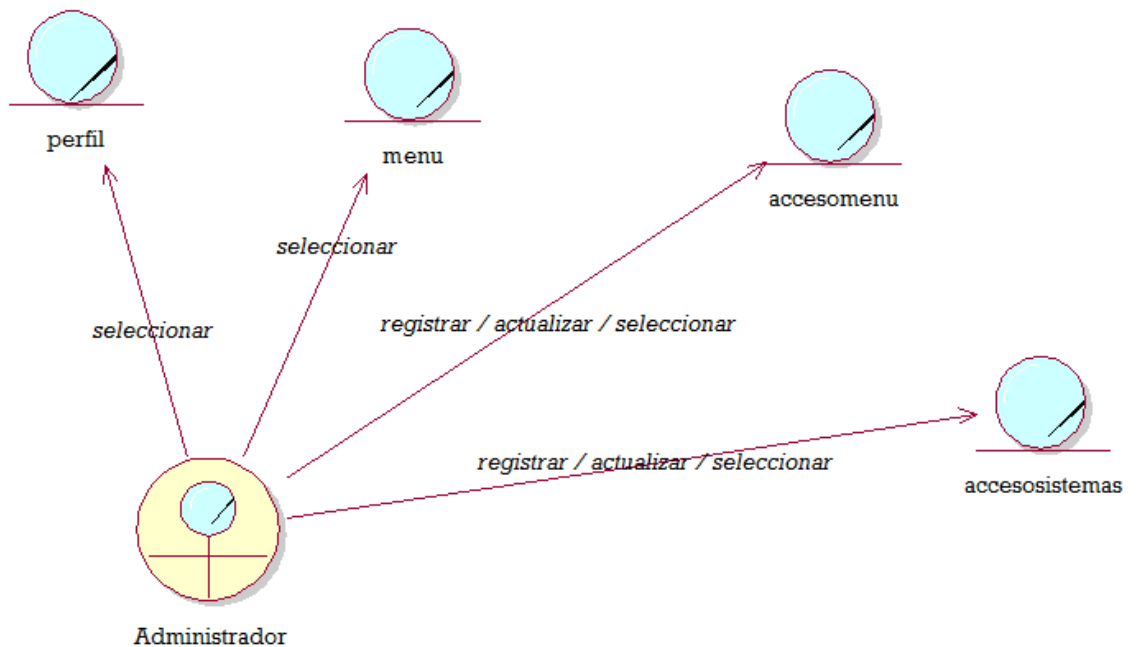 perfil
menu
accesomenu
seleccionar
seleccionar
registrar / actualizar / seleccionar
registrar / actualizar / seleccionar
accesosistemas
Administrador